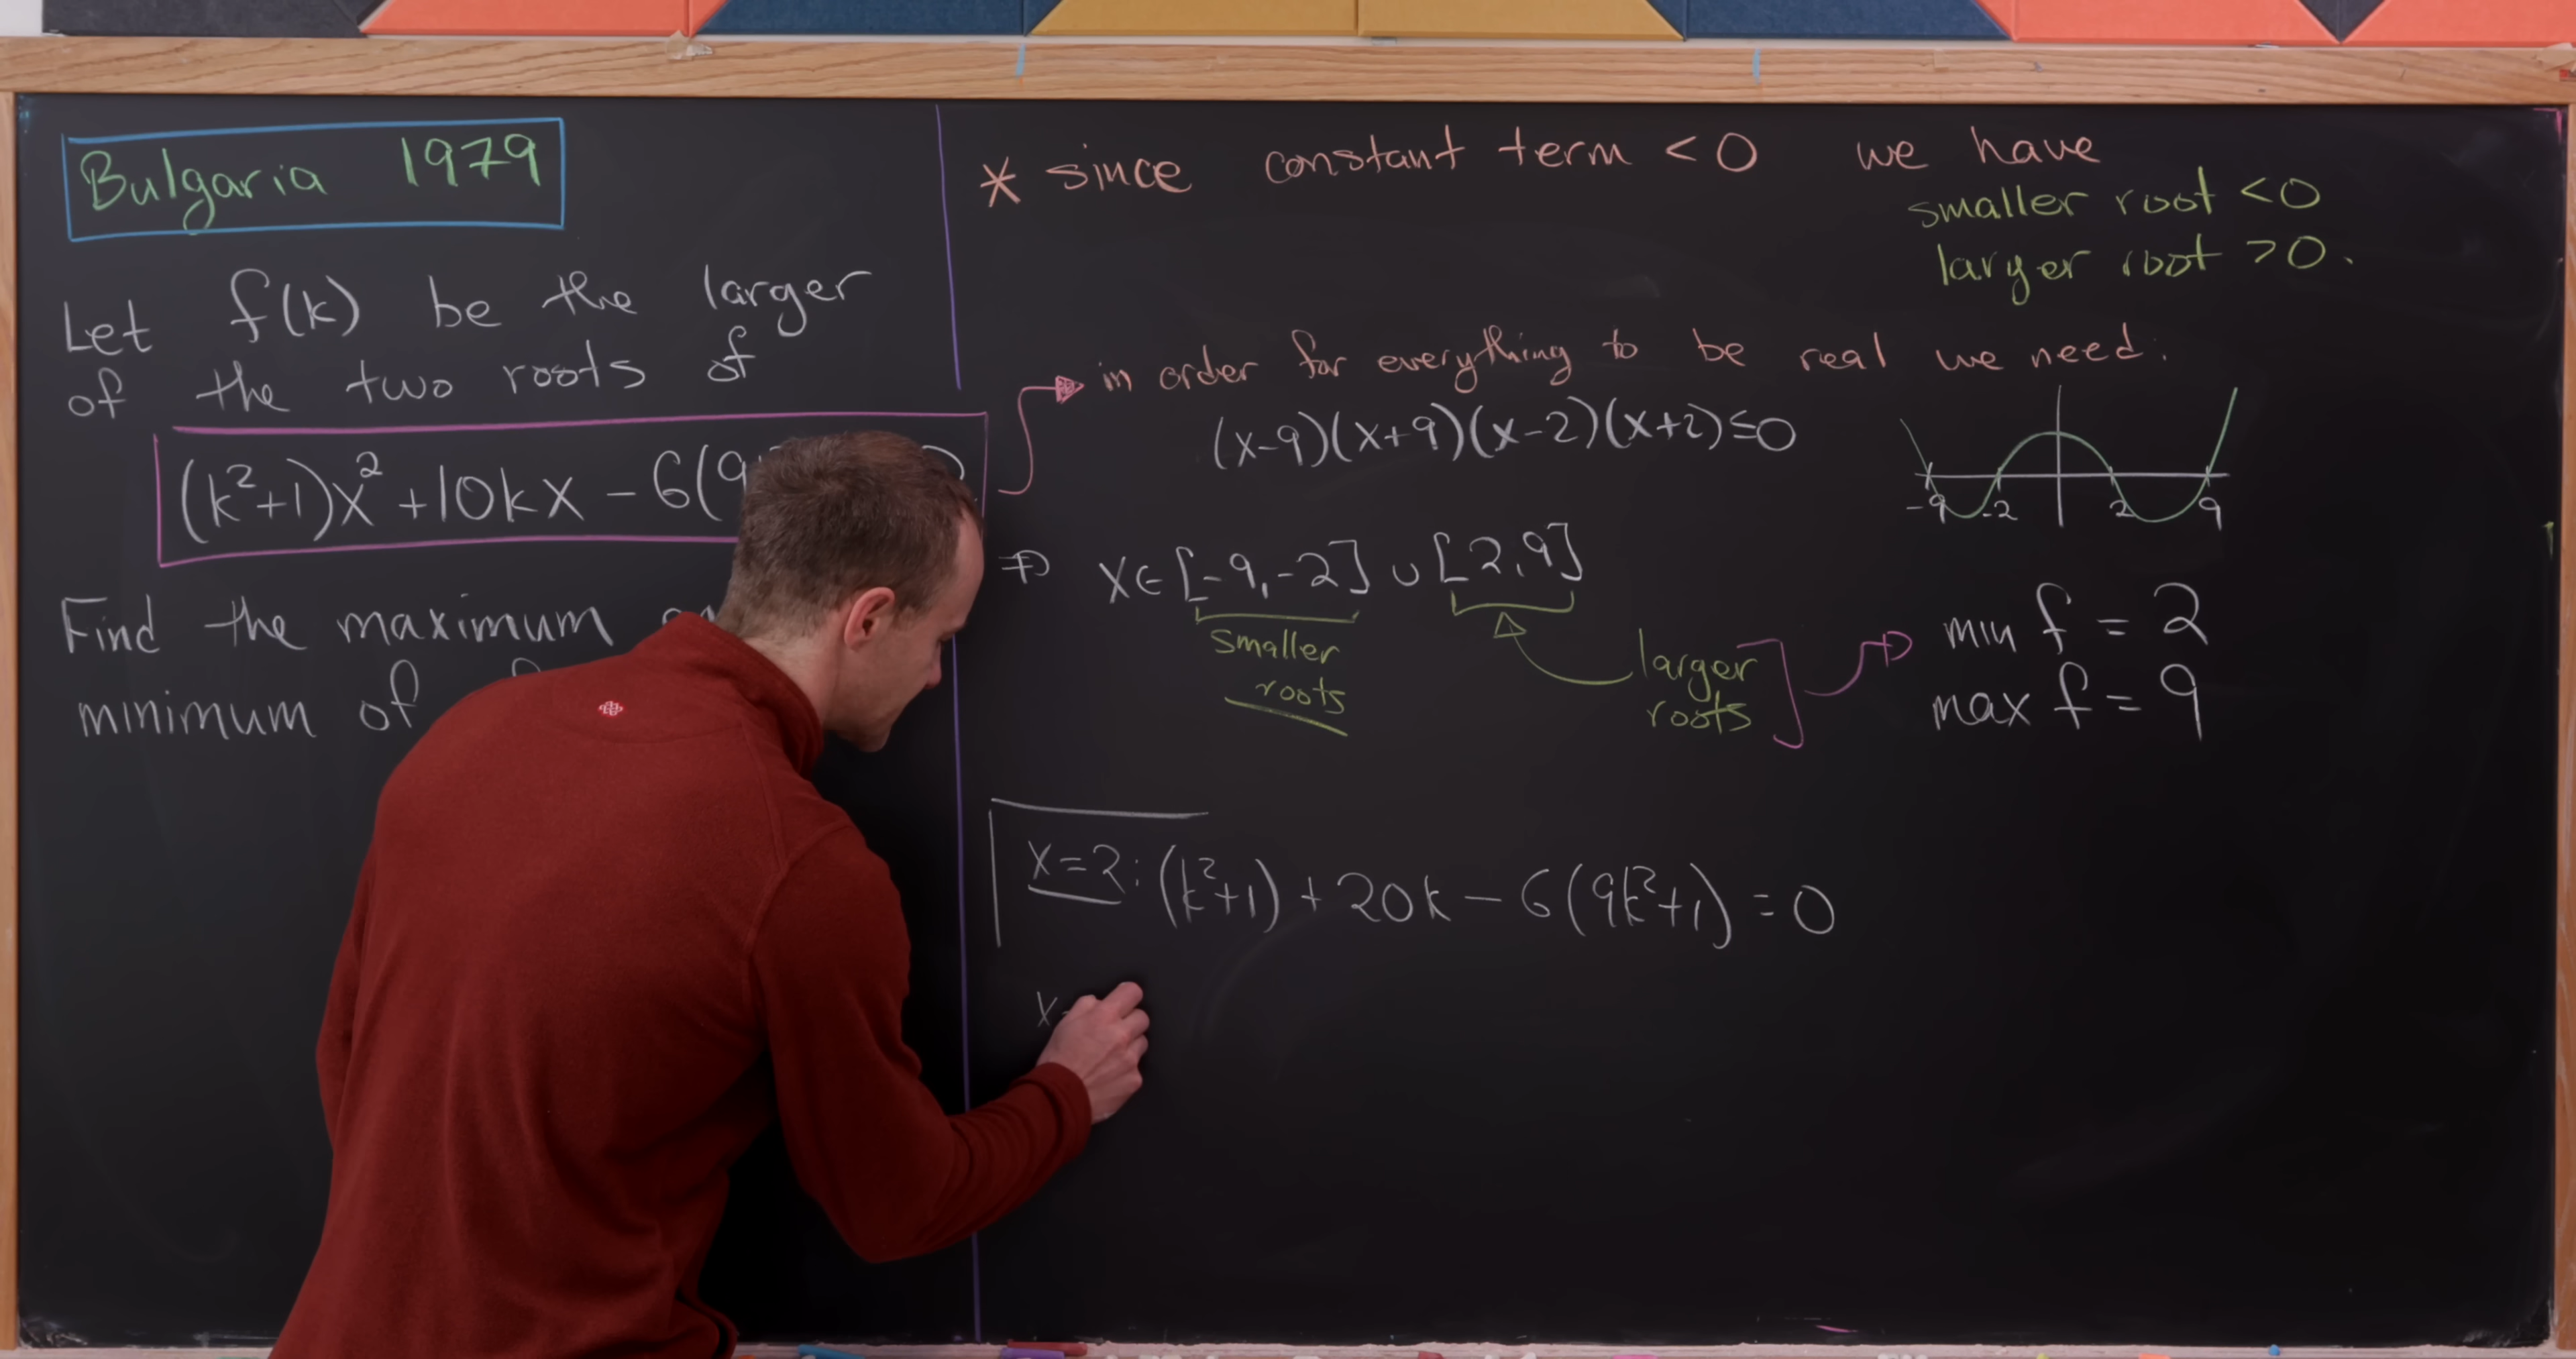 Bulgaria 1979
Let f(k) be the larger
of the two roots of
(k²+1)x² +10kx - 6(9
Find the maximum
minimum of
* since constant term < 0 we have
smaller root < 0
larger root > 0.
in order for everything to be real we need:
(x-9)(x+9)(x-2)(x+2) ≤ 0
-9 -2 2 9
⇒ x∈[-9,-2] ∪ [2,9]
smaller
roots
larger
roots
min f = 2
max f = 9
x=2: (k²+1) + 20k - 6(9k²+1) = 0
x